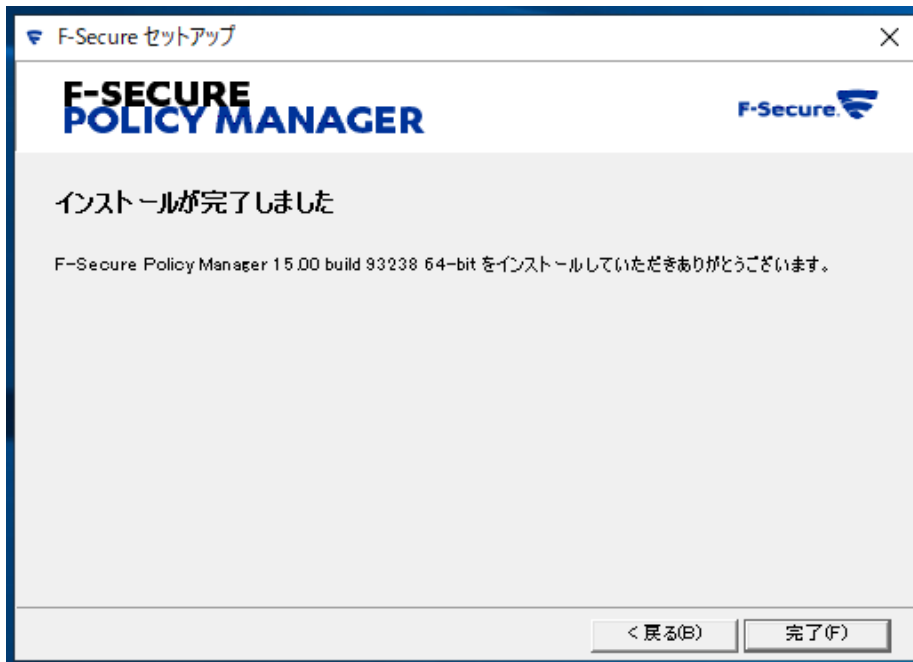 F-Secure セットアップ
F-SECURE
POLICY MANAGER
F-Secure.
インストールが完了しました
F-Secure Policy Manager 15.00 build 93238 64-bit をインストールしていただきありがとうございます。
< 戻る(B)
完了(F)